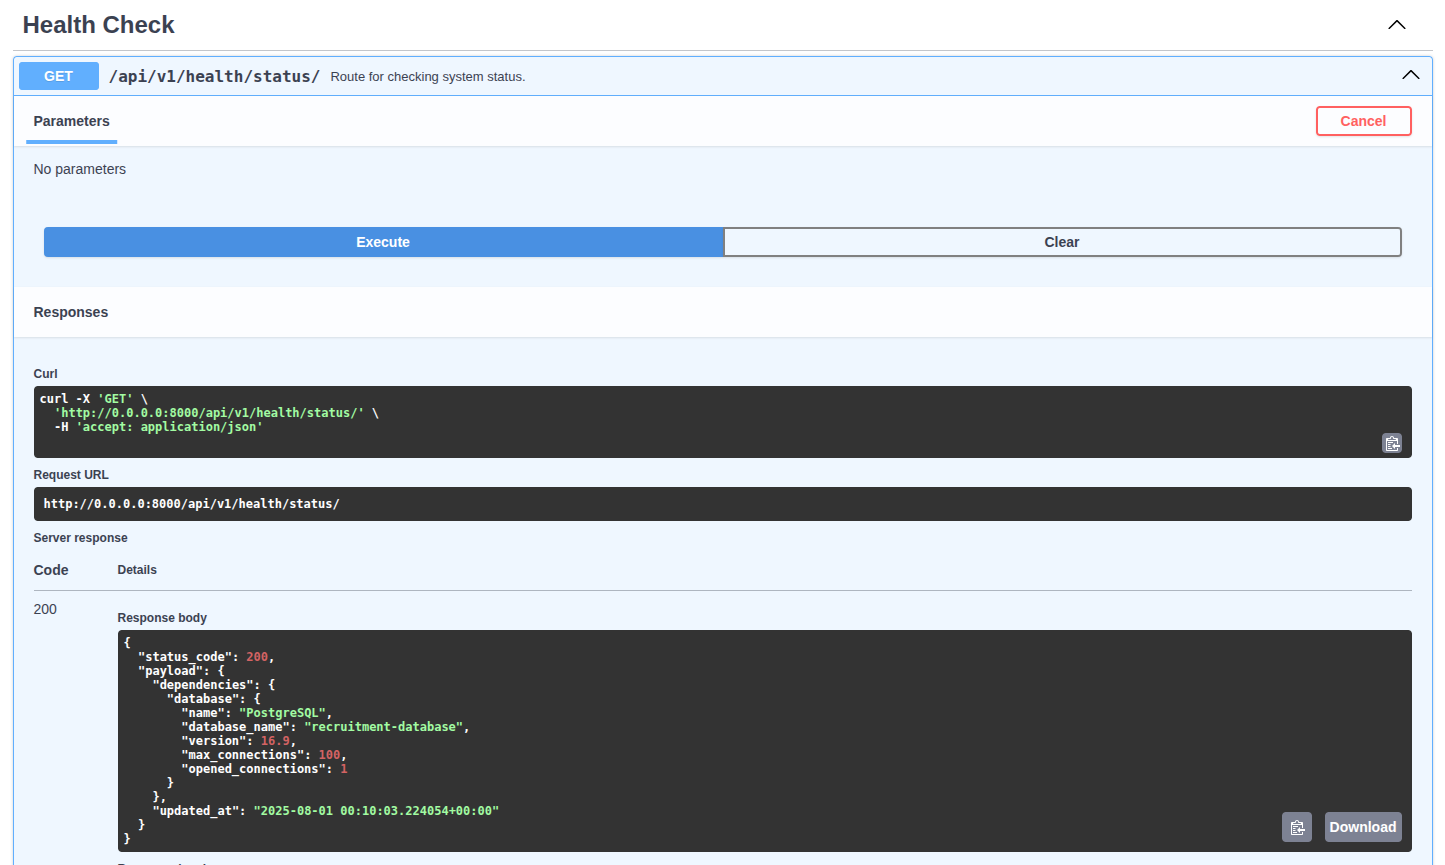 Health Check
GET /api/v1/health/status/ Route for checking system status.
Parameters
Cancel
No parameters
Execute
Clear
Responses
Curl
curl -X 'GET' \
  'http://0.0.0.0:8000/api/v1/health/status/' \
  -H 'accept: application/json'
Request URL
http://0.0.0.0:8000/api/v1/health/status/
Server response
Code Details
200
Response body
{
  "status_code": 200,
  "payload": {
    "dependencies": {
      "database": {
        "name": "PostgreSQL",
        "database_name": "recruitment-database",
        "version": 16.9,
        "max_connections": 100,
        "opened_connections": 1
      }
    },
    "updated_at": "2025-08-01 00:10:03.224054+00:00"
  }
}
Download